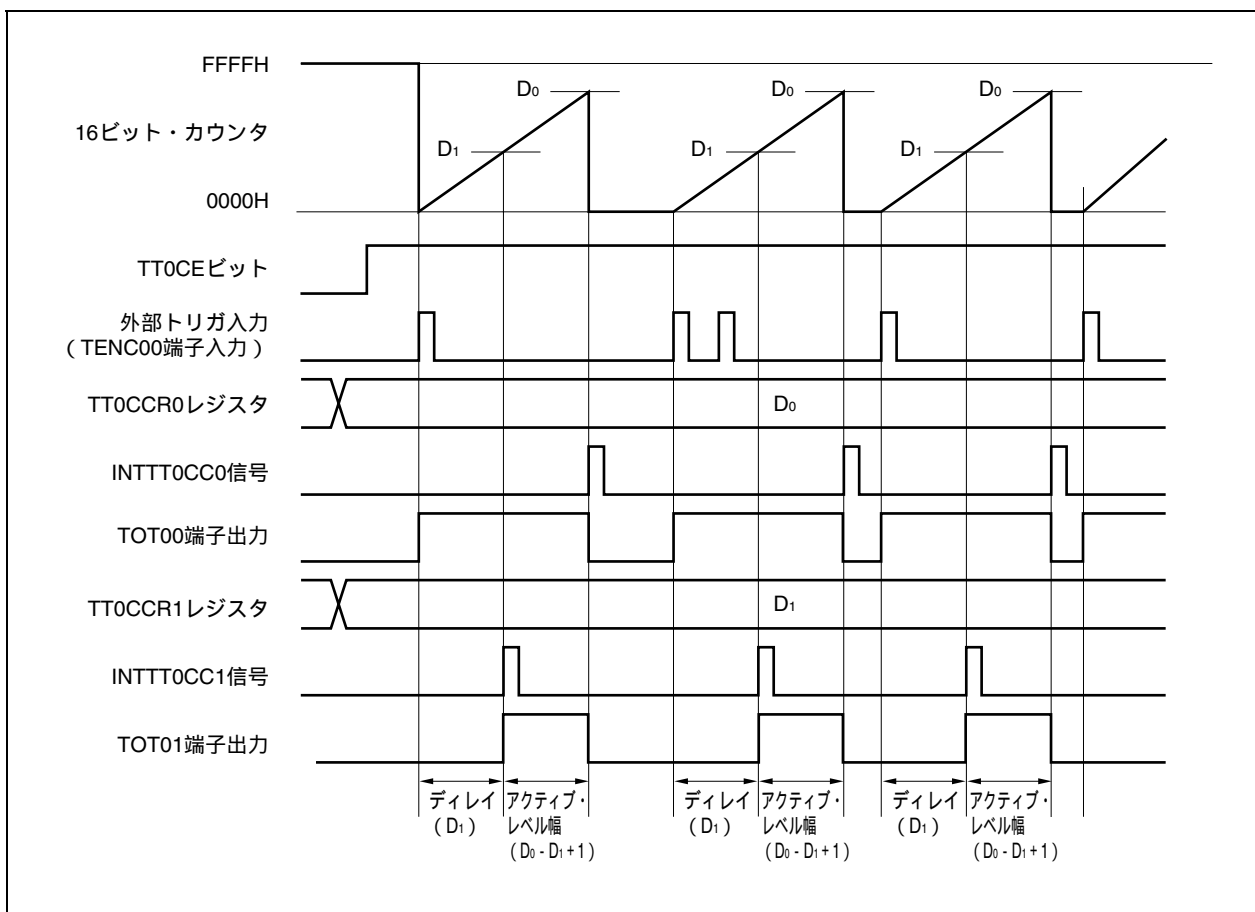 FFFFH
D0 D0 D0
16ビット・カウンタ
D1 D1 D1
0000H
TT0CEビット
外部トリガ入力
（TENC00端子入力）
TT0CCR0レジスタ
D0
INTTT0CC0信号
TOT00端子出力
TT0CCR1レジスタ
D1
INTTT0CC1信号
TOT01端子出力
ディレイ
（D1）
アクティブ・
レベル幅
（D0 - D1 + 1）
ディレイ
（D1）
アクティブ・
レベル幅
（D0 - D1 + 1）
ディレイ
（D1）
アクティブ・
レベル幅
（D0 - D1 + 1）